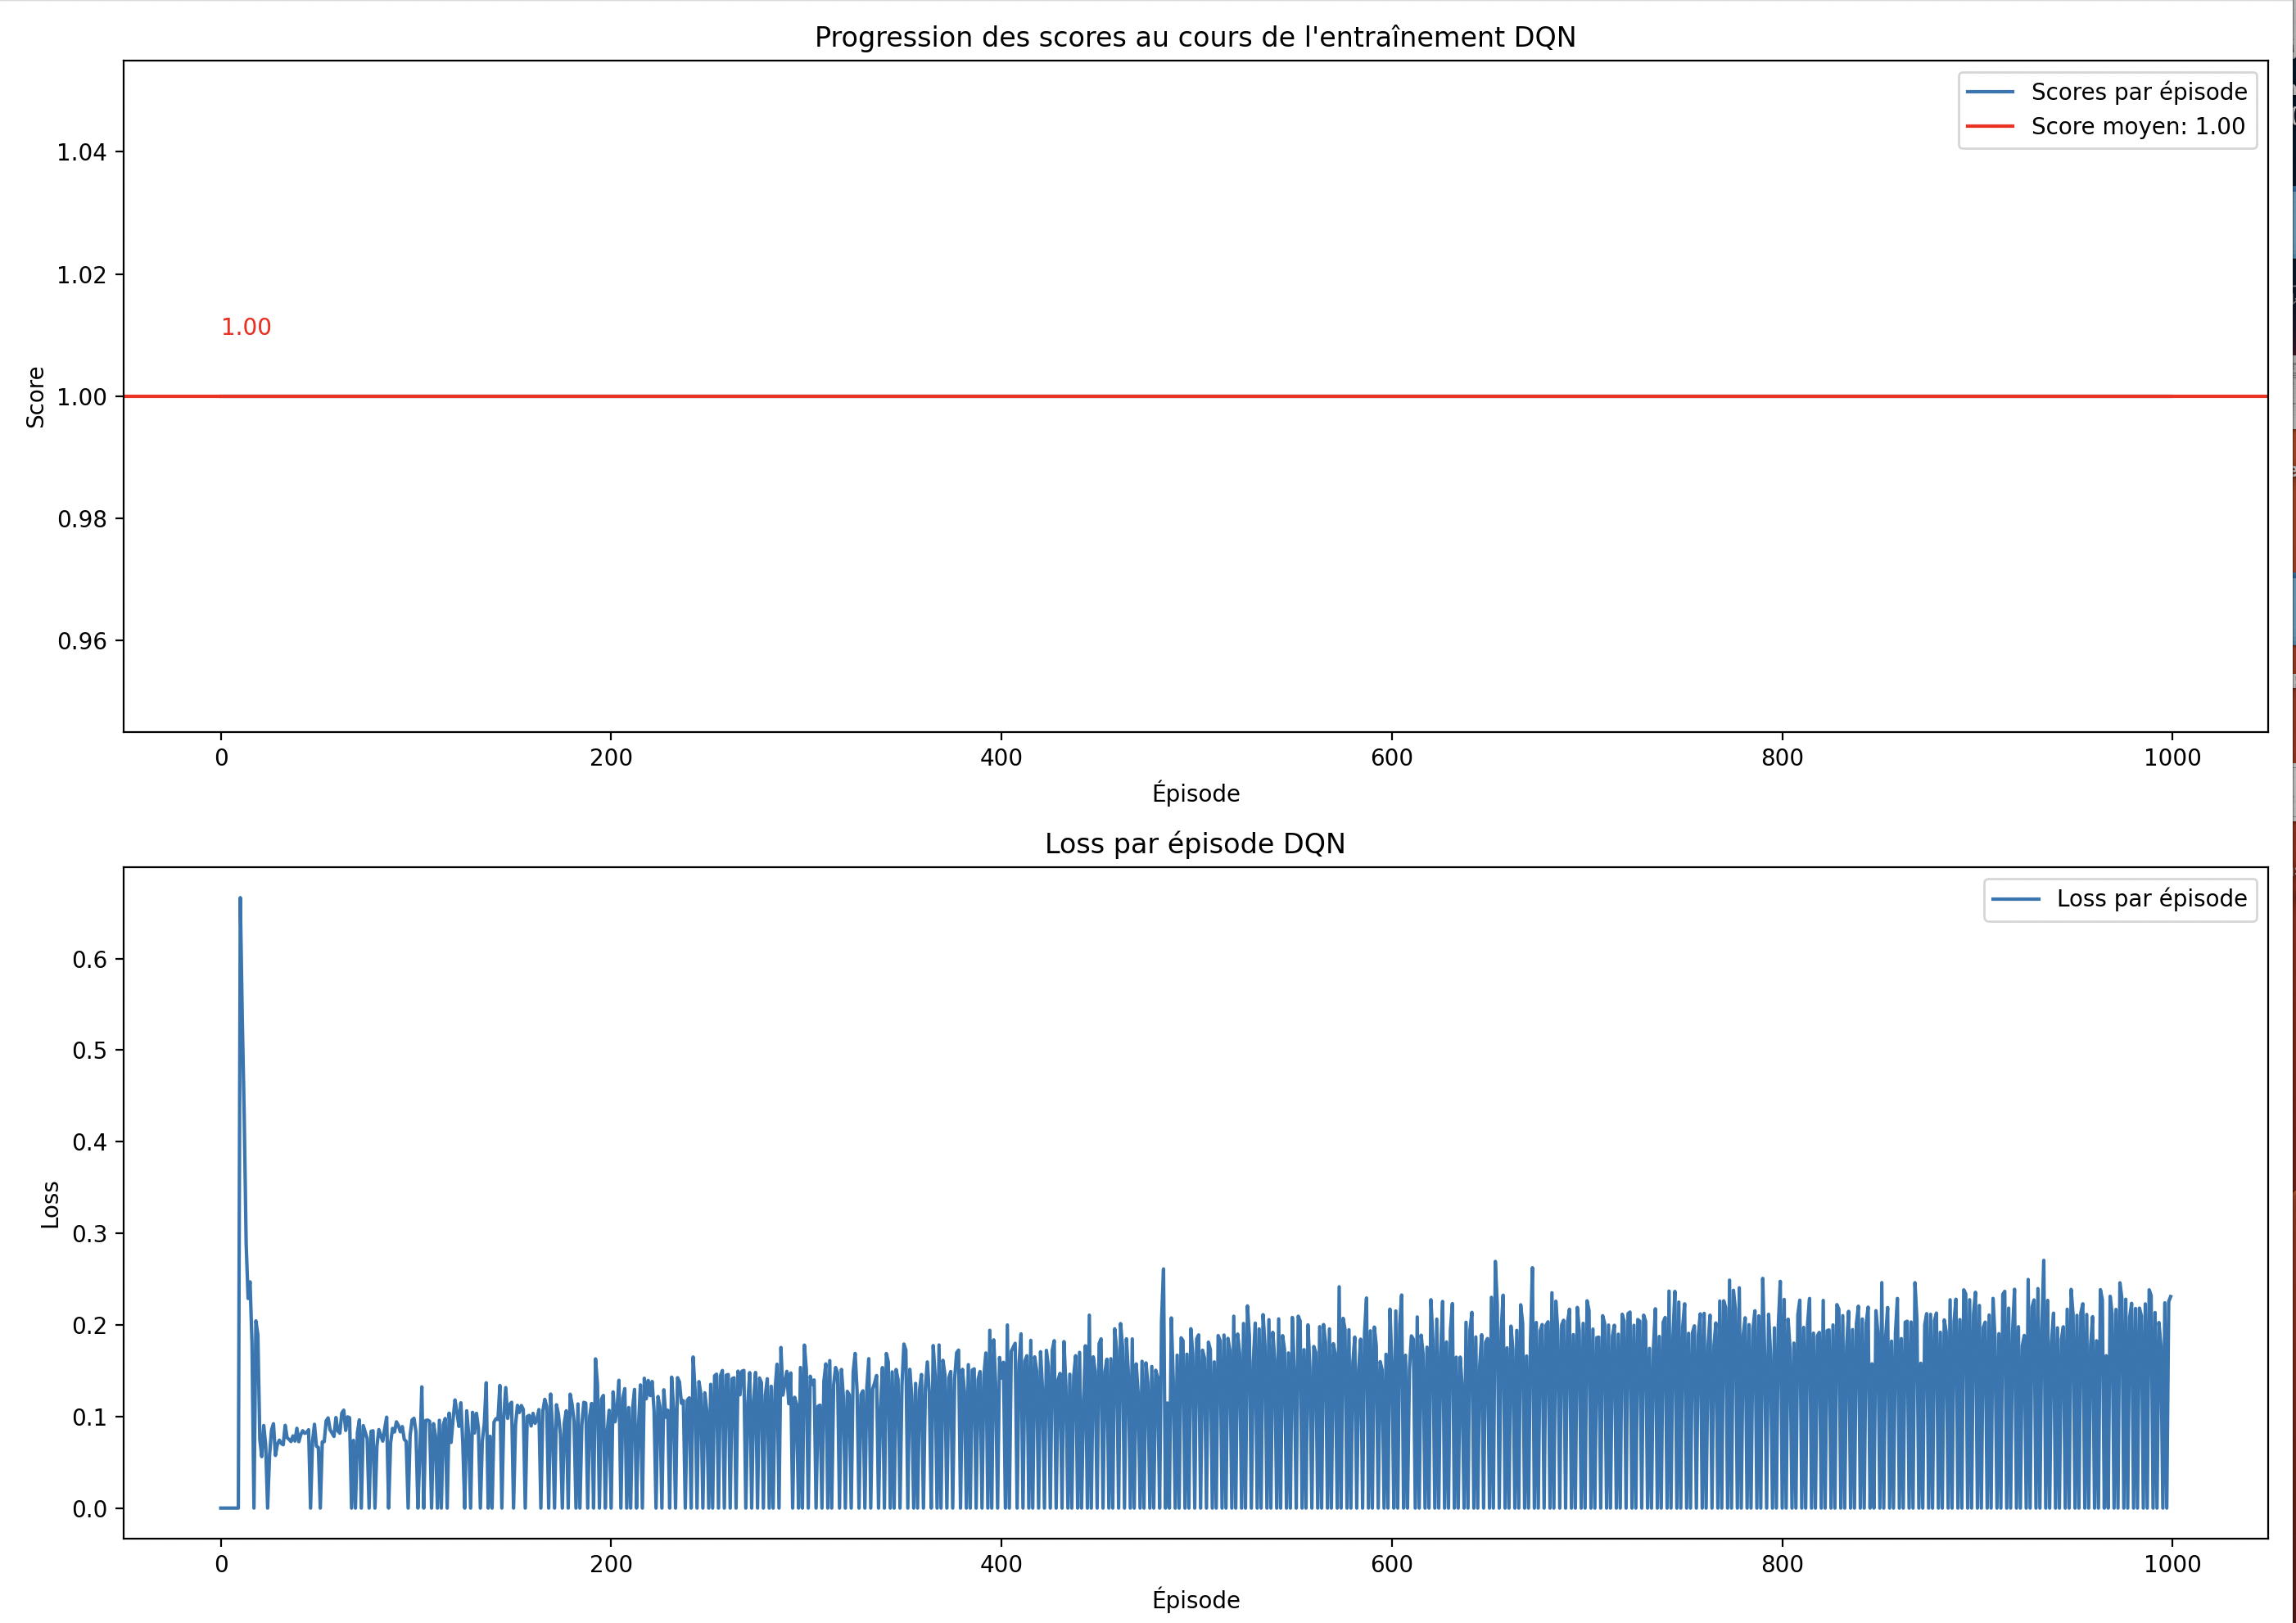 Progression des scores au cours de l'entraînement DQN
Scores par épisode
Score moyen: 1.00
1.04
1.02
1.00
1.00
0.98
0.96
Score
0
200
400
600
800
1000
Épisode
Loss par épisode DQN
Loss par épisode
0.6
0.5
0.4
0.3
0.2
0.1
0.0
Loss
0
200
400
600
800
1000
Épisode